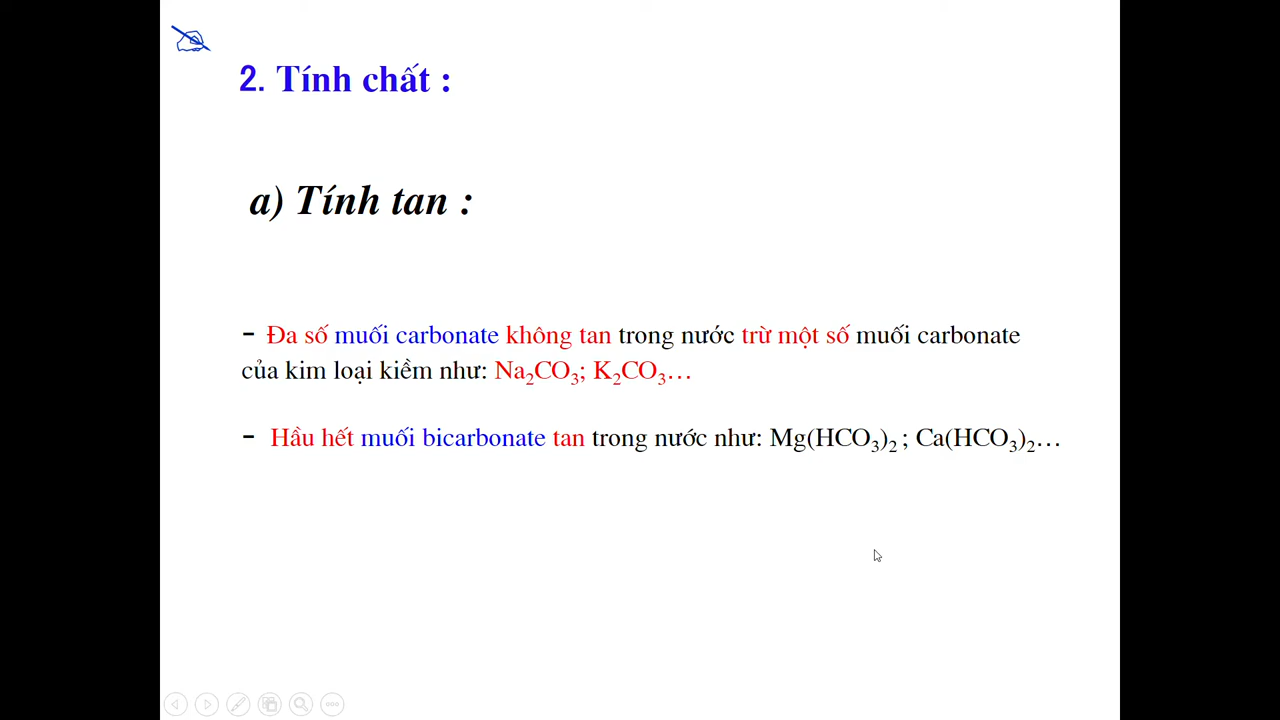 2. Tính chất :
a) Tính tan :
- Đa số muối carbonate không tan trong nước trừ một số muối carbonate
của kim loại kiềm như: Na₂CO₃; K₂CO₃…
- Hầu hết muối bicarbonate tan trong nước như: Mg(HCO₃)₂ ; Ca(HCO₃)₂…